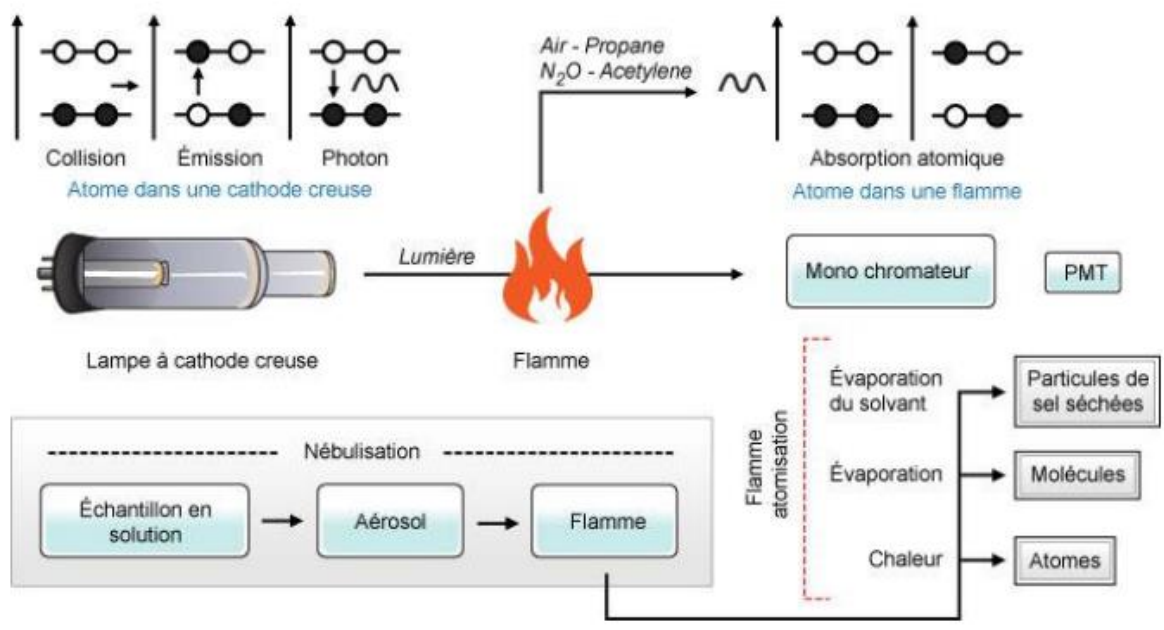 Air - Propane
N2O - Acetylene
Collision
Émission
Photon
Absorption atomique
Atome dans une cathode creuse
Atome dans une flamme
Lumière
Mono chromateur
PMT
Lampe à cathode creuse
Flamme
Nébulisation
Échantillon en
solution
Aérosol
Flamme
Flamme
atomisation
Évaporation
du solvant
Particules de
sel séchées
Évaporation
Molécules
Chaleur
Atomes